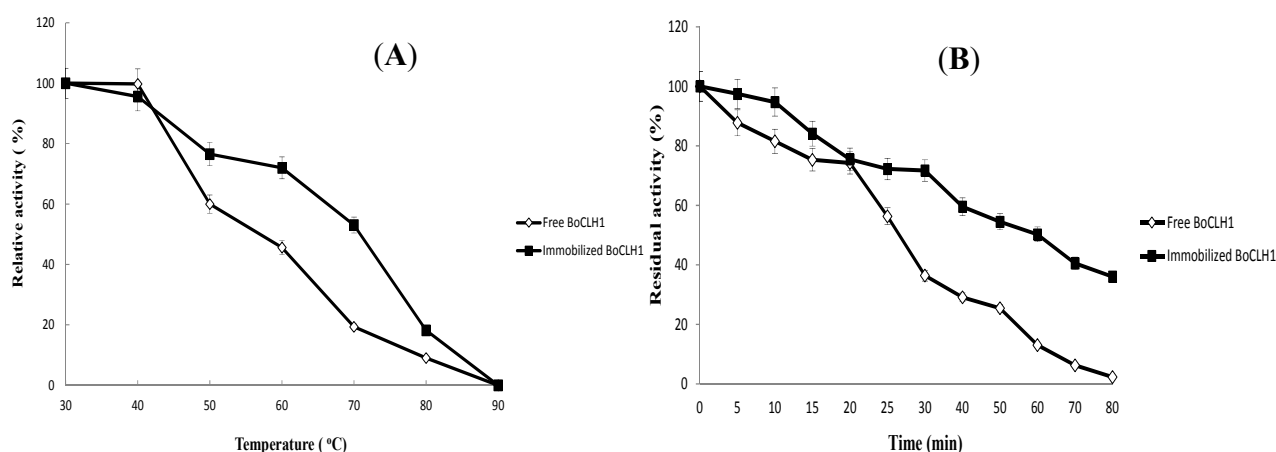 (A)
Relative activity ( %)
120
100
80
60
40
20
0
30 40 50 60 70 80 90
Temperature ( °C)
Free BoCLH1
Immobilized BoCLH1
(B)
Residual activity (%)
120
100
80
60
40
20
0
0 5 10 15 20 25 30 40 50 60 70 80
Time (min)
Free BoCLH1
Immobilized BoCLH1